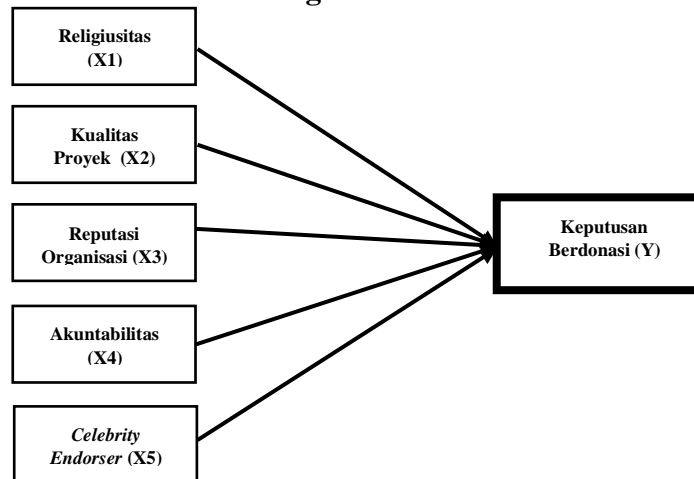 Religiusitas
(X1)
Kualitas
Proyek (X2)
Reputasi
Organisasi (X3)
Akuntabilitas
(X4)
Celebrity
Endorser (X5)
Keputusan
Berdonasi (Y)